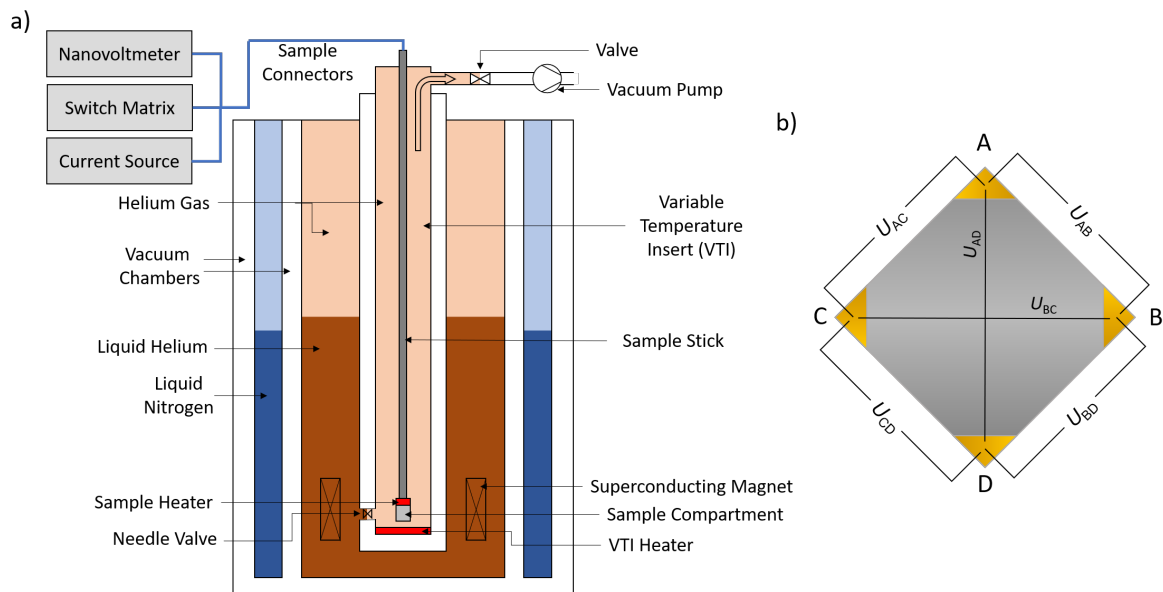 a)
Nanovoltmeter
Switch Matrix
Current Source
Sample
Connectors
Valve
Vacuum Pump
Helium Gas
Vacuum
Chambers
Liquid Helium
Liquid
Nitrogen
Sample Heater
Needle Valve
Variable
Temperature
Insert (VTI)
Sample Stick
Superconducting Magnet
Sample Compartment
VTI Heater
b)
A
U_AC
U_AD
U_AB
C
U_BC
B
U_CD
U_BD
D